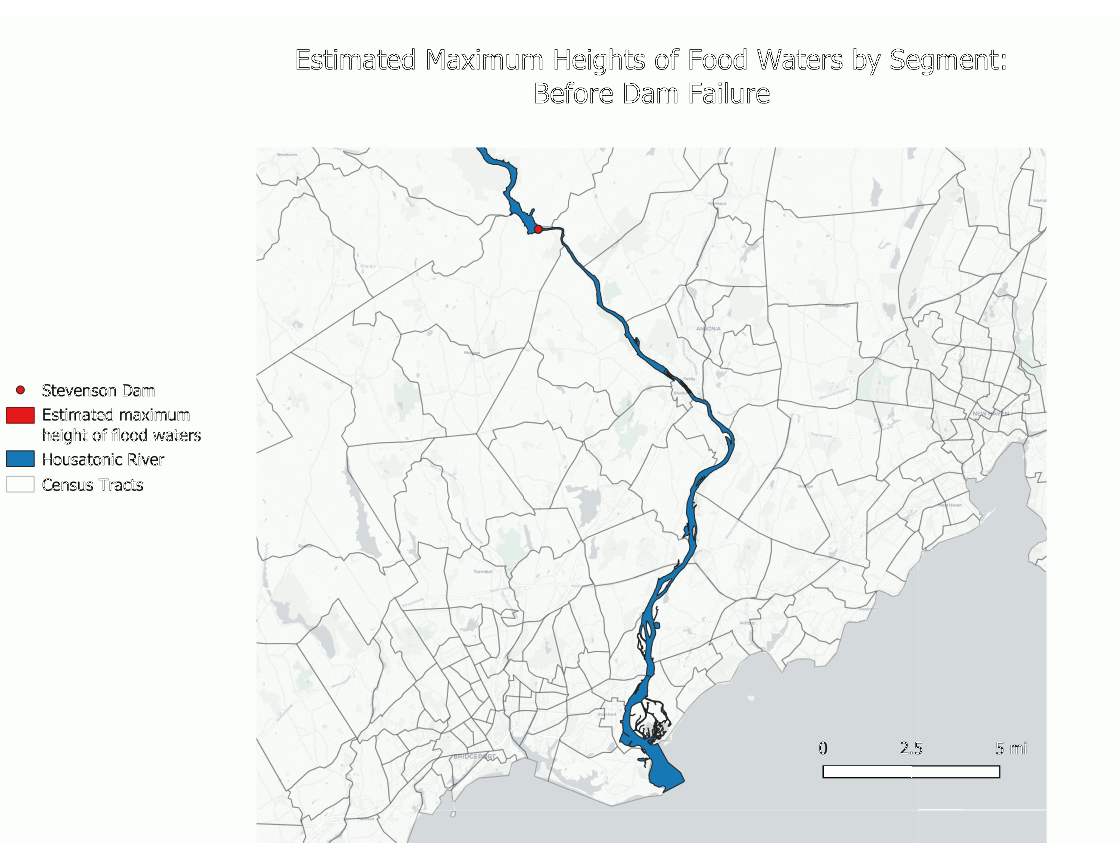 Estimated Maximum Heights of Food Waters by Segment:
Before Dam Failure
ANSONIA
Stevenson Dam
Estimated maximum
height of flood waters
Housatonic River
Census Tracts
NEW HAVEN
BRIDGEPORT
0 2.5 5 mi